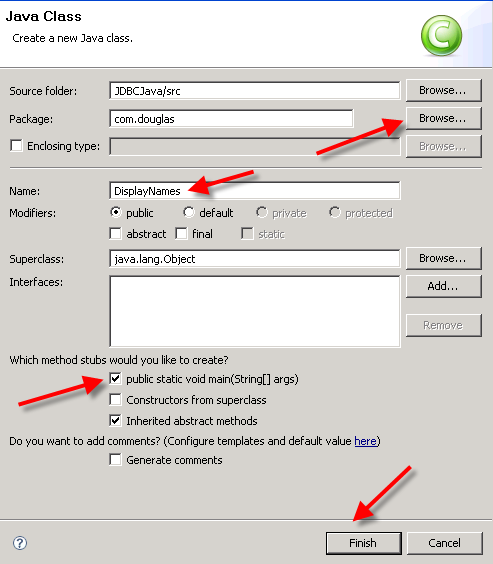 Java Class
Create a new Java class.
C
Source folder: JDBCJava/src Browse...
Package: com.douglas Browse...
Enclosing type: Browse...
Name: DisplayNames
Modifiers: public default private protected
abstract final static
Superclass: java.lang.Object Browse...
Interfaces: Add...
Remove
Which method stubs would you like to create?
public static void main(String[] args)
Constructors from superclass
Inherited abstract methods
Do you want to add comments? (Configure templates and default value here)
Generate comments
? Finish Cancel